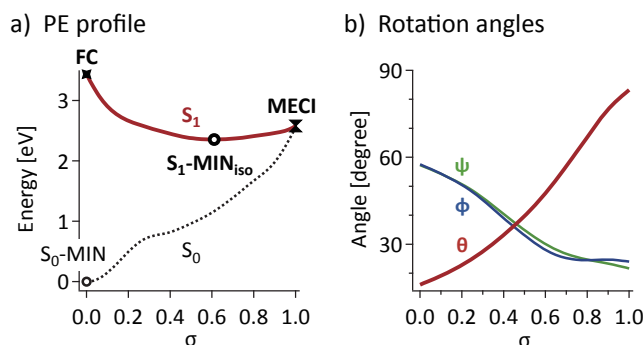 a) PE profile
FC
3
2
1
0
Energy [eV]
S₁
MECI
S₁-MINᵢₛₒ
S₀-MIN
S₀
0.0 0.2 0.4 0.6 0.8 1.0
σ
b) Rotation angles
90
60
30
Angle [degree]
ψ
ϕ
θ
0.0 0.2 0.4 0.6 0.8 1.0
σ